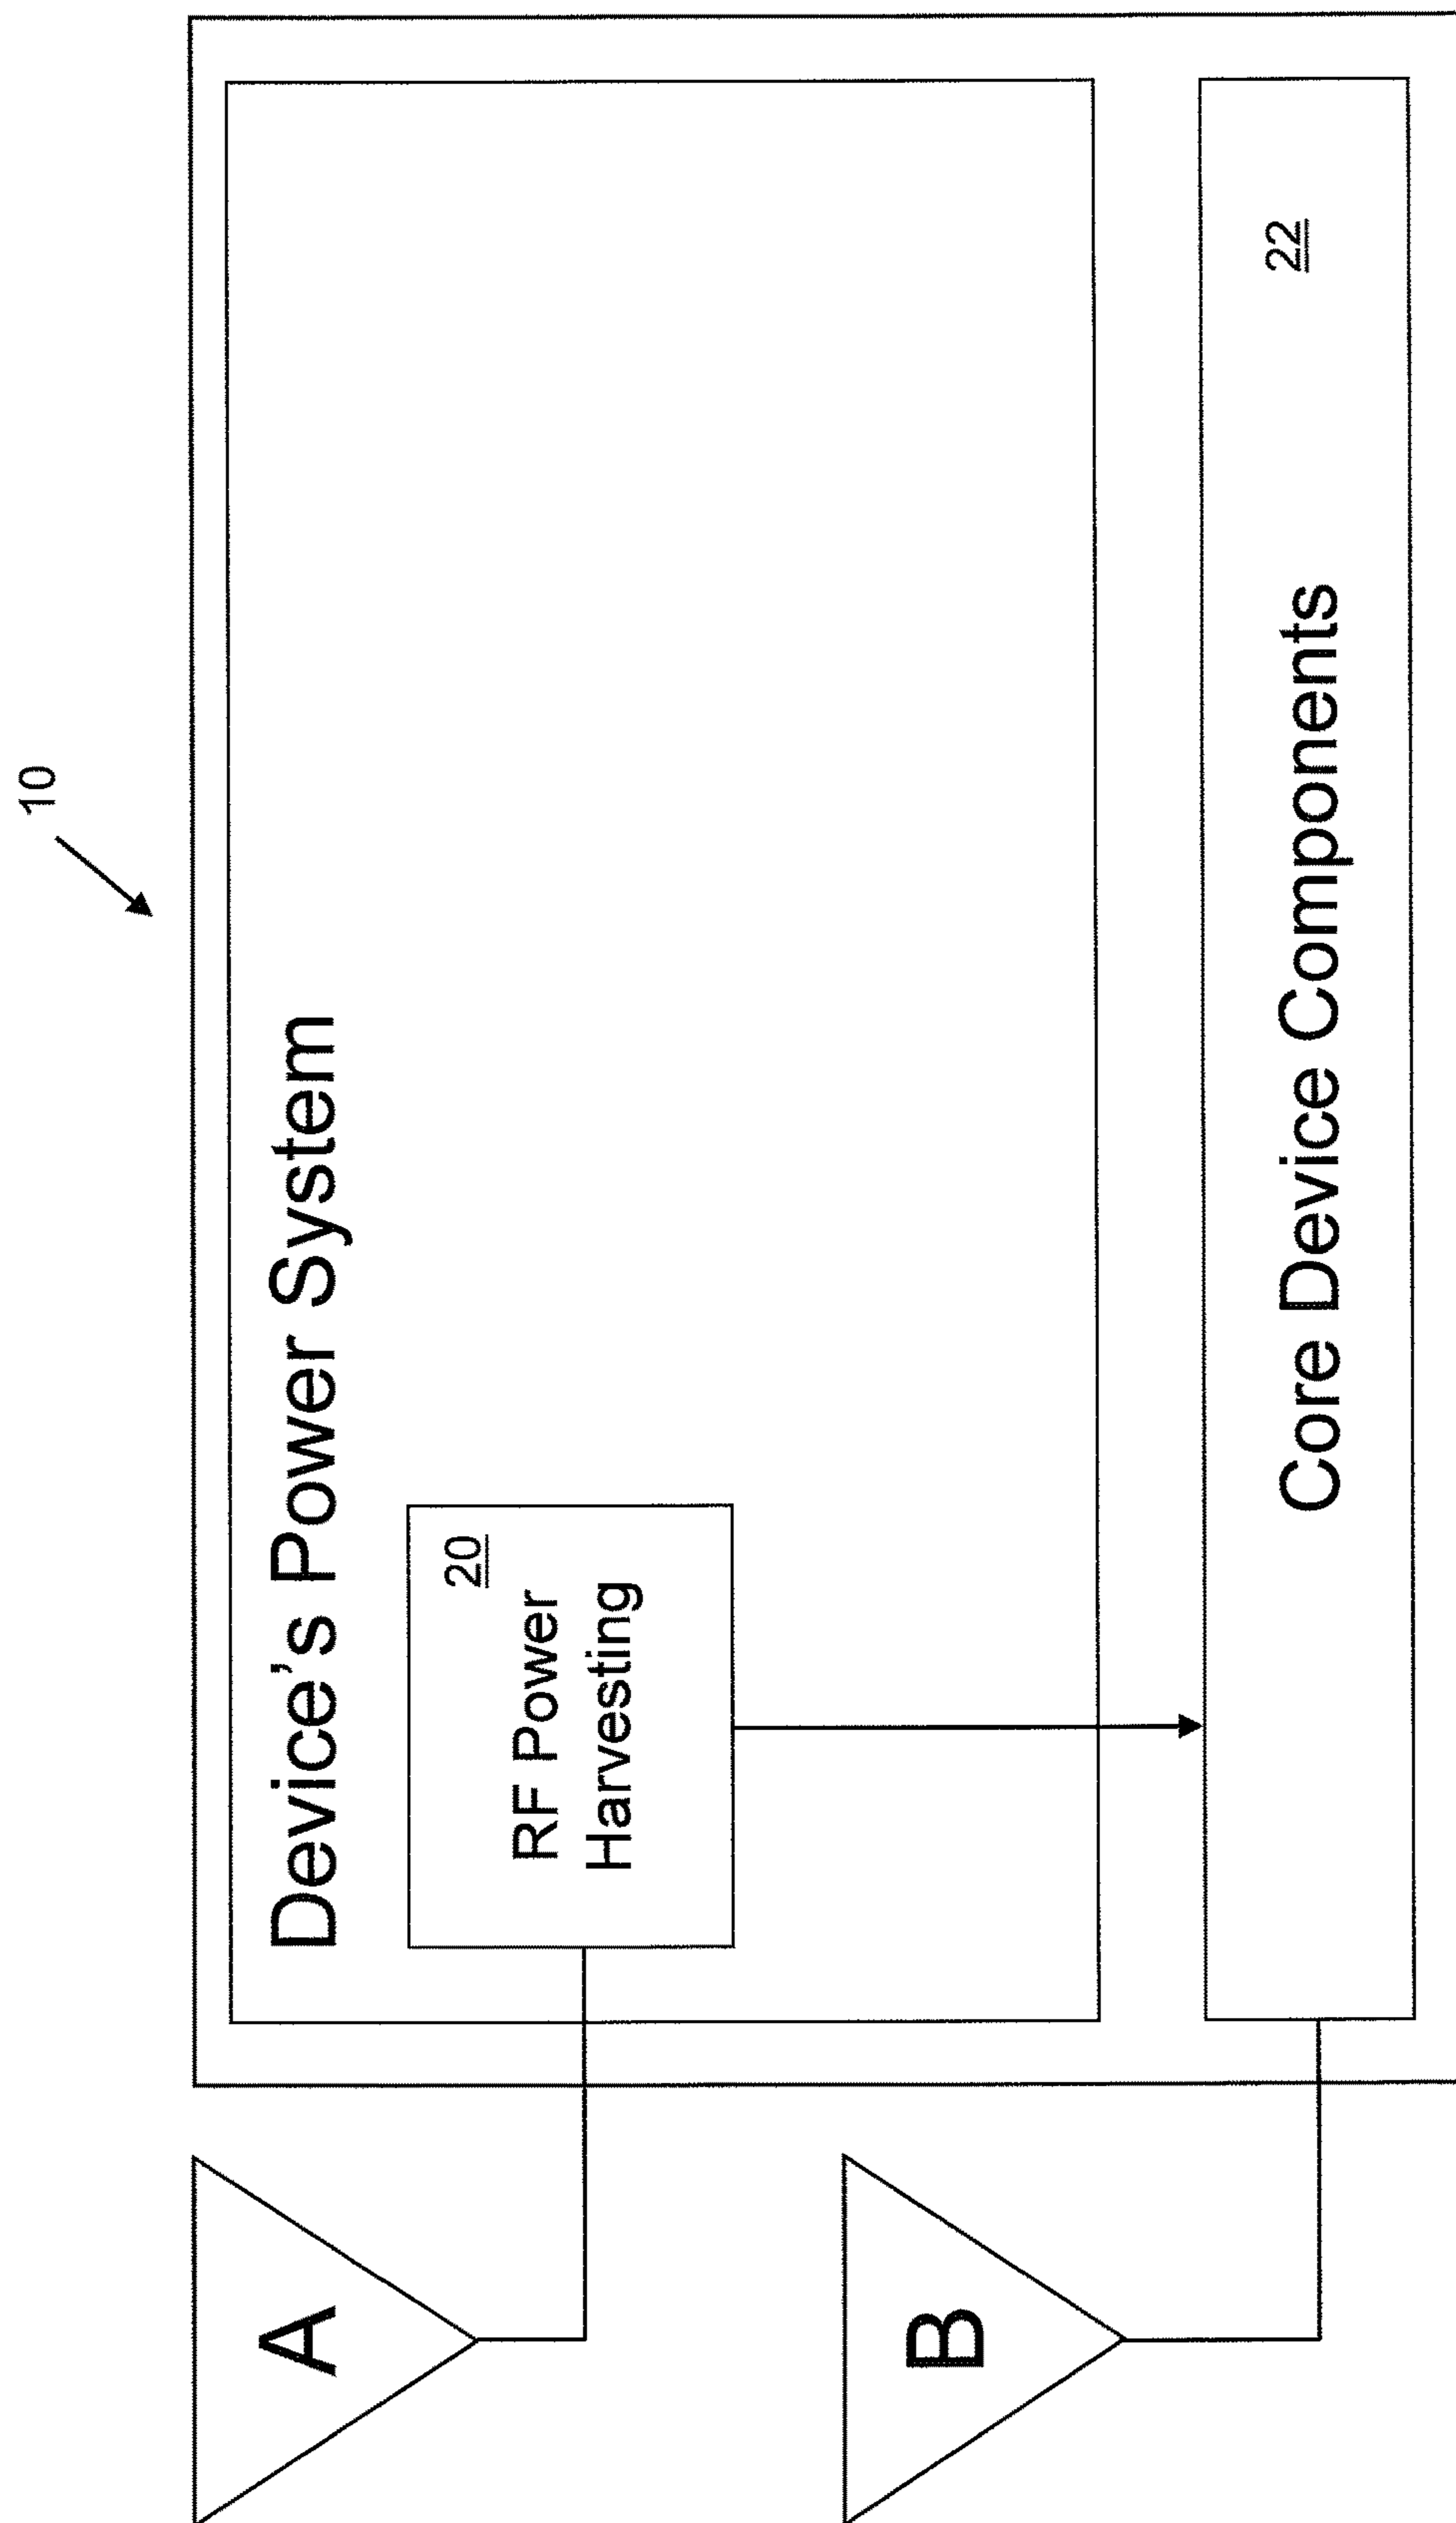 10
Device's Power System
20
RF Power
Harvesting
22
Core Device Components
A
B